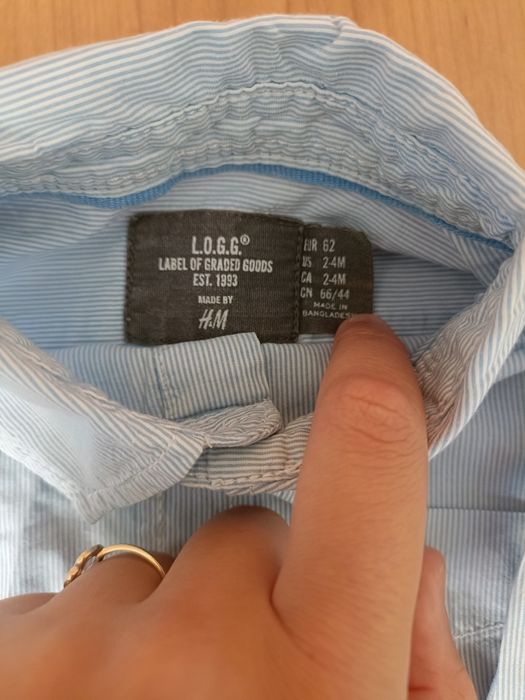 L.O.G.G.®
LABEL OF GRADED GOODS
EST. 1993
MADE BY
H&M
EUR 62
US 2-4M
CA 2-4M
CN 66/44
MADE IN
BANGLADESH